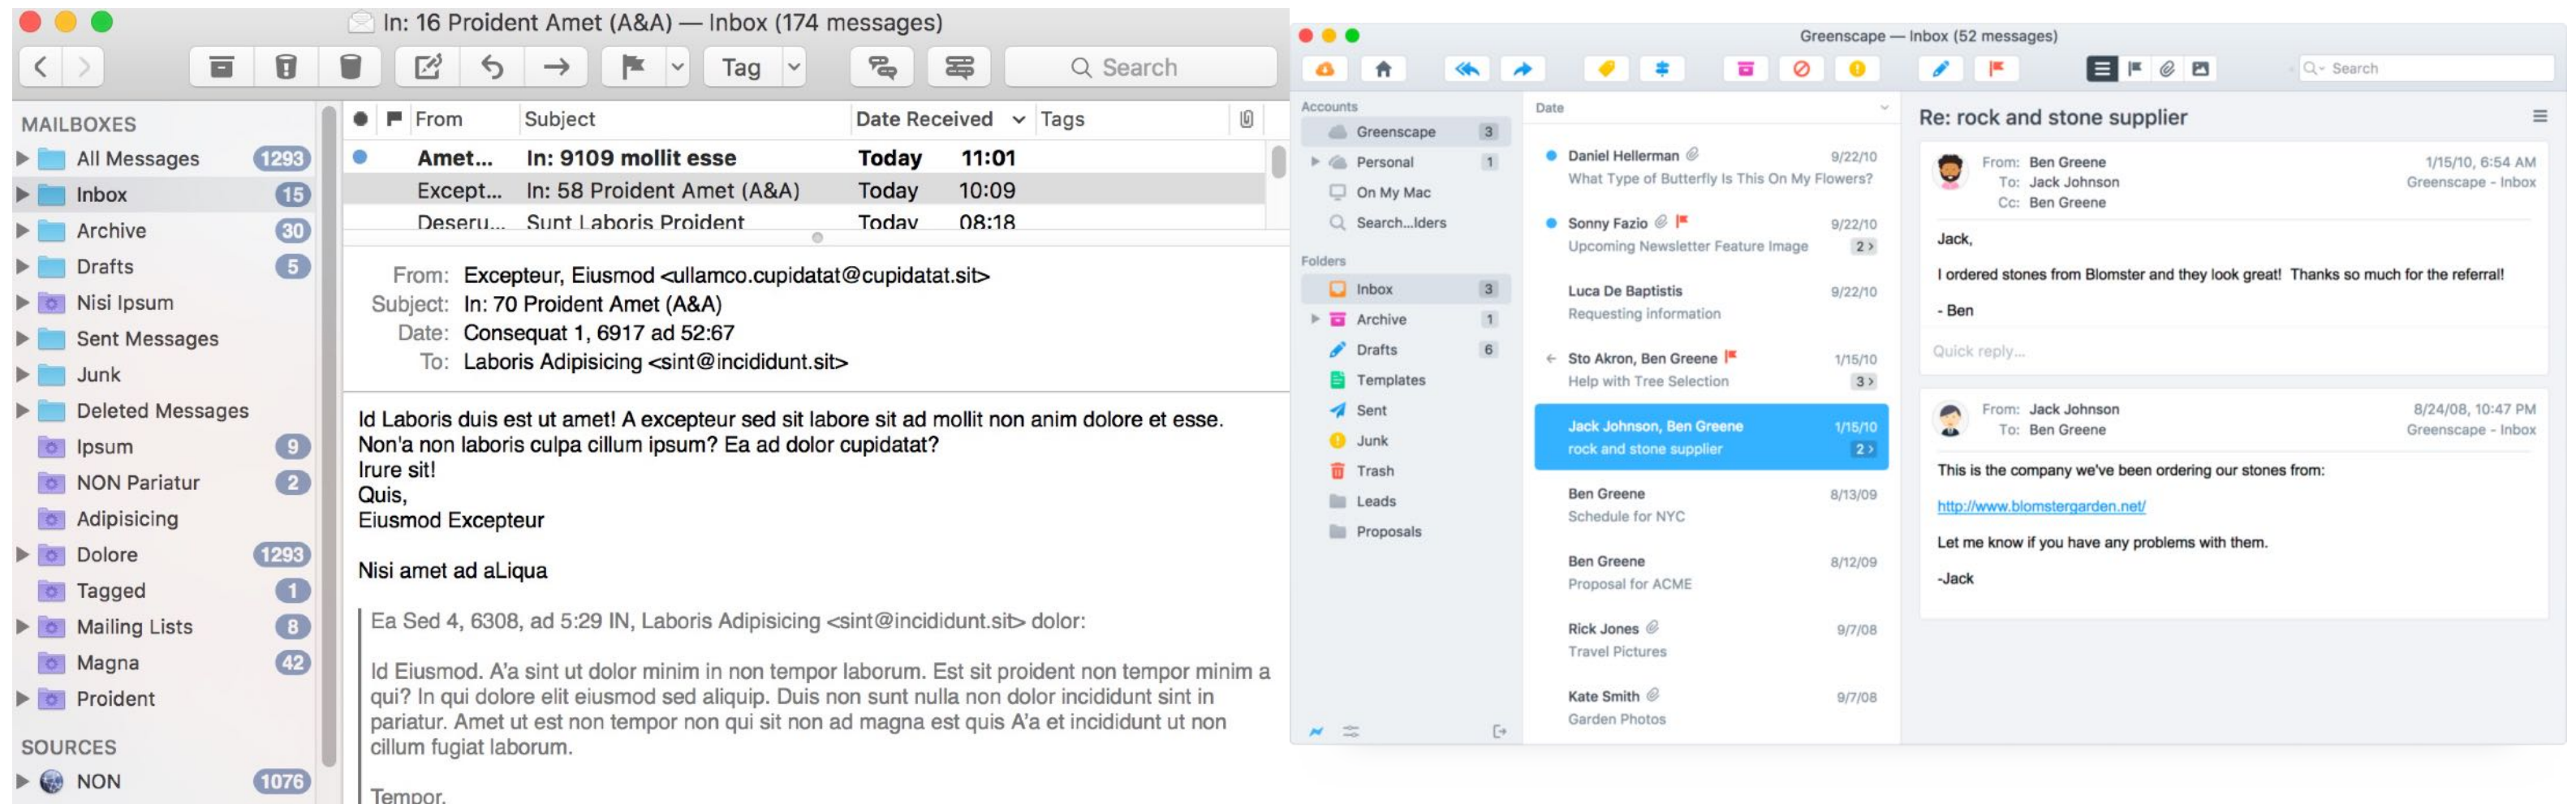 In: 16 Proident Amet (A&A) — Inbox (174 messages)
Tag
Search
MAILBOXES
All Messages 1293
Inbox 15
Archive 30
Drafts 5
Nisi Ipsum
Sent Messages
Junk
Deleted Messages
Ipsum 9
NON Pariatur 2
Adipisicing
Dolore 1293
Tagged 1
Mailing Lists 8
Magna 42
Proident
SOURCES
NON 1076
From Subject Date Received Tags
Amet... In: 9109 mollit esse Today 11:01
Except... In: 58 Proident Amet (A&A) Today 10:09
Deseru... Sunt Laboris Proident Today 08:18
From: Excepteur, Eiusmod <ullamco.cupidatat@cupidatat.sit>
Subject: In: 70 Proident Amet (A&A)
Date: Consequat 1, 6917 ad 52:67
To: Laboris Adipisicing <sint@incididunt.sit>
Id Laboris duis est ut amet! A excepteur sed sit labore sit ad mollit non anim dolore et esse.
Non'a non laboris culpa cillum ipsum? Ea ad dolor cupidatat?
Irure sit!
Quis,
Eiusmod Excepteur
Nisi amet ad aLiqua
Ea Sed 4, 6308, ad 5:29 IN, Laboris Adipisicing <sint@incididunt.sit> dolor:
Id Eiusmod. A'a sint ut dolor minim in non tempor laborum. Est sit proident non tempor minim a
qui? In qui dolore elit eiusmod sed aliquip. Duis non sunt nulla non dolor incididunt sint in
pariatur. Amet ut est non tempor non qui sit non ad magna est quis A'a et incididunt ut non
cillum fugiat laborum.
Tempor,
Greenscape — Inbox (52 messages)
Search
Accounts
Greenscape 3
Personal 1
On My Mac
Search...lders
Folders
Inbox 3
Archive 1
Drafts 6
Templates
Sent
Junk
Trash
Leads
Proposals
Date
Daniel Hellerman 9/22/10
What Type of Butterfly Is This On My Flowers?
Sonny Fazio 9/22/10
Upcoming Newsletter Feature Image 2 >
Luca De Baptistis 9/22/10
Requesting information
Sto Akron, Ben Greene 1/15/10
Help with Tree Selection 3 >
Jack Johnson, Ben Greene 1/15/10
rock and stone supplier 2 >
Ben Greene 8/13/09
Schedule for NYC
Ben Greene 8/12/09
Proposal for ACME
Rick Jones 9/7/08
Travel Pictures
Kate Smith 9/7/08
Garden Photos
Re: rock and stone supplier
From: Ben Greene 1/15/10, 6:54 AM
To: Jack Johnson Greenscape - Inbox
Cc: Ben Greene
Jack,
I ordered stones from Blomster and they look great! Thanks so much for the referral!
- Ben
Quick reply...
From: Jack Johnson 8/24/08, 10:47 PM
To: Ben Greene Greenscape - Inbox
This is the company we've been ordering our stones from:
http://www.blomstergarden.net/
Let me know if you have any problems with them.
-Jack